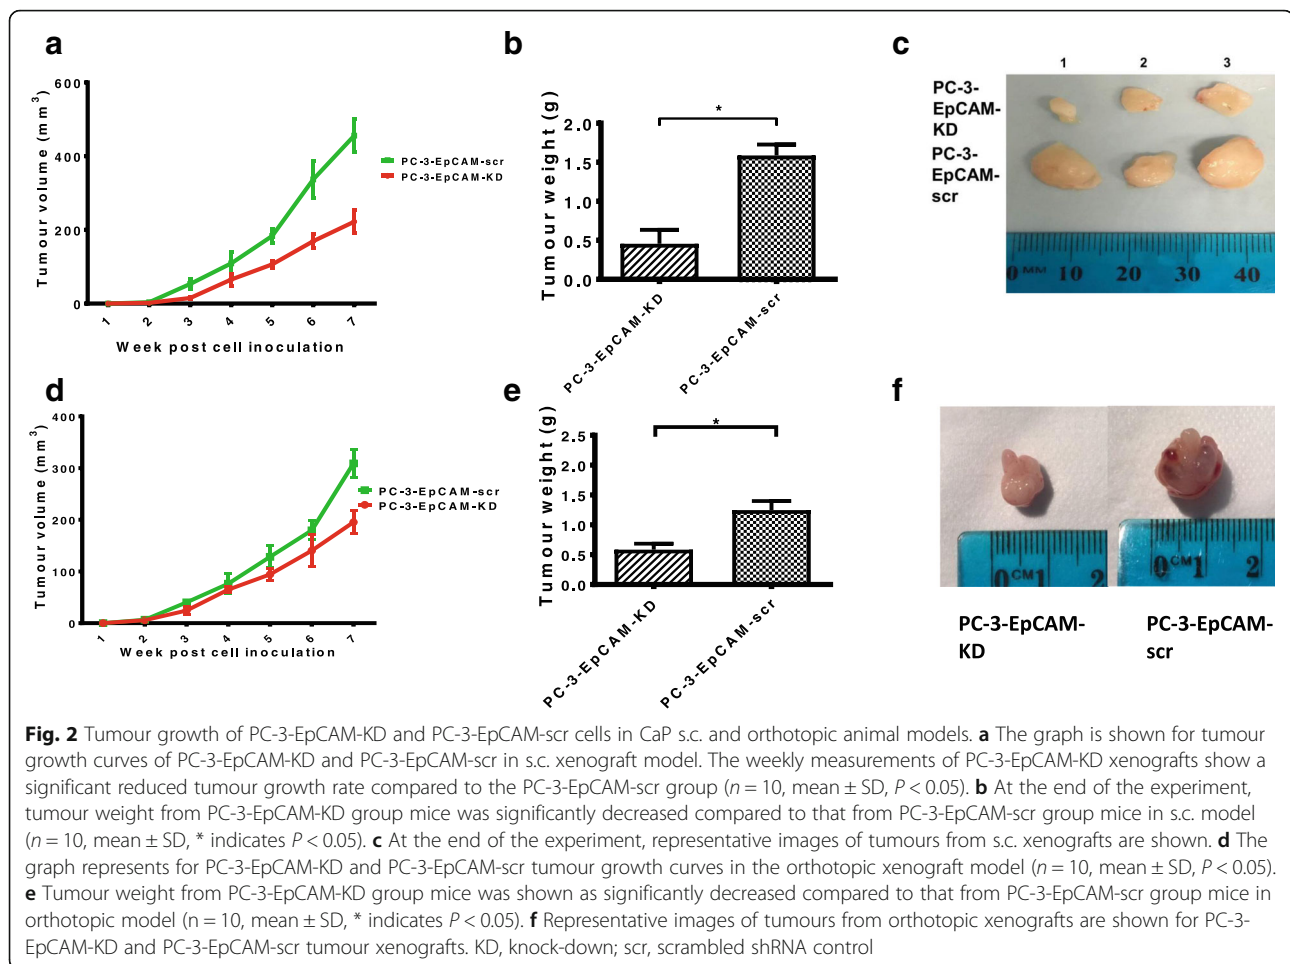 a
600
400
200
0
Tumour volume (mm3)
1 2 3 4 5 6 7
Week post cell inoculation
PC-3-EpCAM-scr
PC-3-EpCAM-KD
b
*
2.0
1.5
1.0
0.5
0.0
Tumour weight (g)
PC-3-EpCAM-KD
PC-3-EpCAM-scr
c
1 2 3
PC-3-
EpCAM-
KD
PC-3-
EpCAM-
scr
0 MM 10 20 30 40
d
400
300
200
100
0
Tumour volume (mm3)
1 2 3 4 5 6 7
Week post cell inoculation
PC-3-EpCAM-scr
PC-3-EpCAM-KD
e
*
2.5
2.0
1.5
1.0
0.5
0.0
Tumour weight (g)
PC-3-EpCAM-KD
PC-3-EpCAM-scr
f
0 CM 1 2
0 CM 1 2
PC-3-EpCAM-
KD
PC-3-EpCAM-
scr
Fig. 2 Tumour growth of PC-3-EpCAM-KD and PC-3-EpCAM-scr cells in CaP s.c. and orthotopic animal models. a The graph is shown for tumour
growth curves of PC-3-EpCAM-KD and PC-3-EpCAM-scr in s.c. xenograft model. The weekly measurements of PC-3-EpCAM-KD xenografts show a
significant reduced tumour growth rate compared to the PC-3-EpCAM-scr group (n = 10, mean ± SD, P < 0.05). b At the end of the experiment,
tumour weight from PC-3-EpCAM-KD group mice was significantly decreased compared to that from PC-3-EpCAM-scr group mice in s.c. model
(n = 10, mean ± SD, * indicates P < 0.05). c At the end of the experiment, representative images of tumours from s.c. xenografts are shown. d The
graph represents for PC-3-EpCAM-KD and PC-3-EpCAM-scr tumour growth curves in the orthotopic xenograft model (n = 10, mean ± SD, P < 0.05).
e Tumour weight from PC-3-EpCAM-KD group mice was shown as significantly decreased compared to that from PC-3-EpCAM-scr group mice in
orthotopic model (n = 10, mean ± SD, * indicates P < 0.05). f Representative images of tumours from orthotopic xenografts are shown for PC-3-
EpCAM-KD and PC-3-EpCAM-scr tumour xenografts. KD, knock-down; scr, scrambled shRNA control